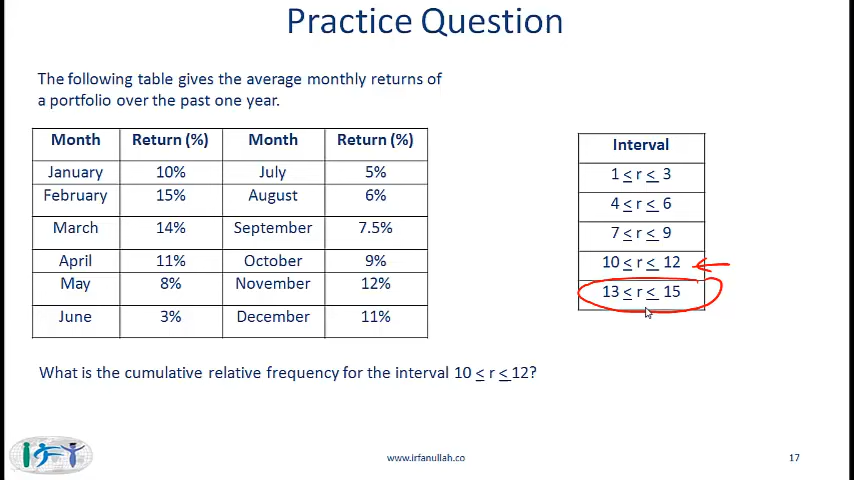 Practice Question
The following table gives the average monthly returns of
a portfolio over the past one year.
Month Return (%) Month Return (%)
January 10% July 5%
February 15% August 6%
March 14% September 7.5%
April 11% October 9%
May 8% November 12%
June 3% December 11%
Interval
1 ≤ r ≤ 3
4 ≤ r ≤ 6
7 ≤ r ≤ 9
10 ≤ r ≤ 12
13 ≤ r ≤ 15
What is the cumulative relative frequency for the interval 10 ≤ r ≤ 12?
www.irfanullah.co
17